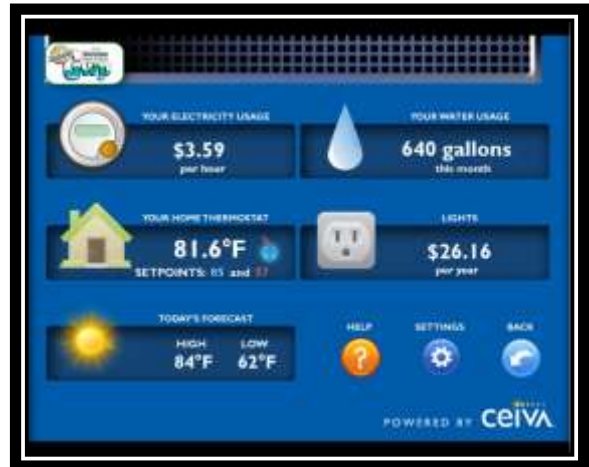 YOUR ELECTRICITY USAGE
$3.59
per hour
YOUR WATER USAGE
640 gallons
this month
YOUR HOME THERMOSTAT
81.6°F
SETPOINTS: 85 and 57
LIGHTS
$26.16
per year
TODAY'S FORECAST
HIGH LOW
84°F 62°F
HELP
?
SETTINGS
BACK
POWERED BY CEIVA